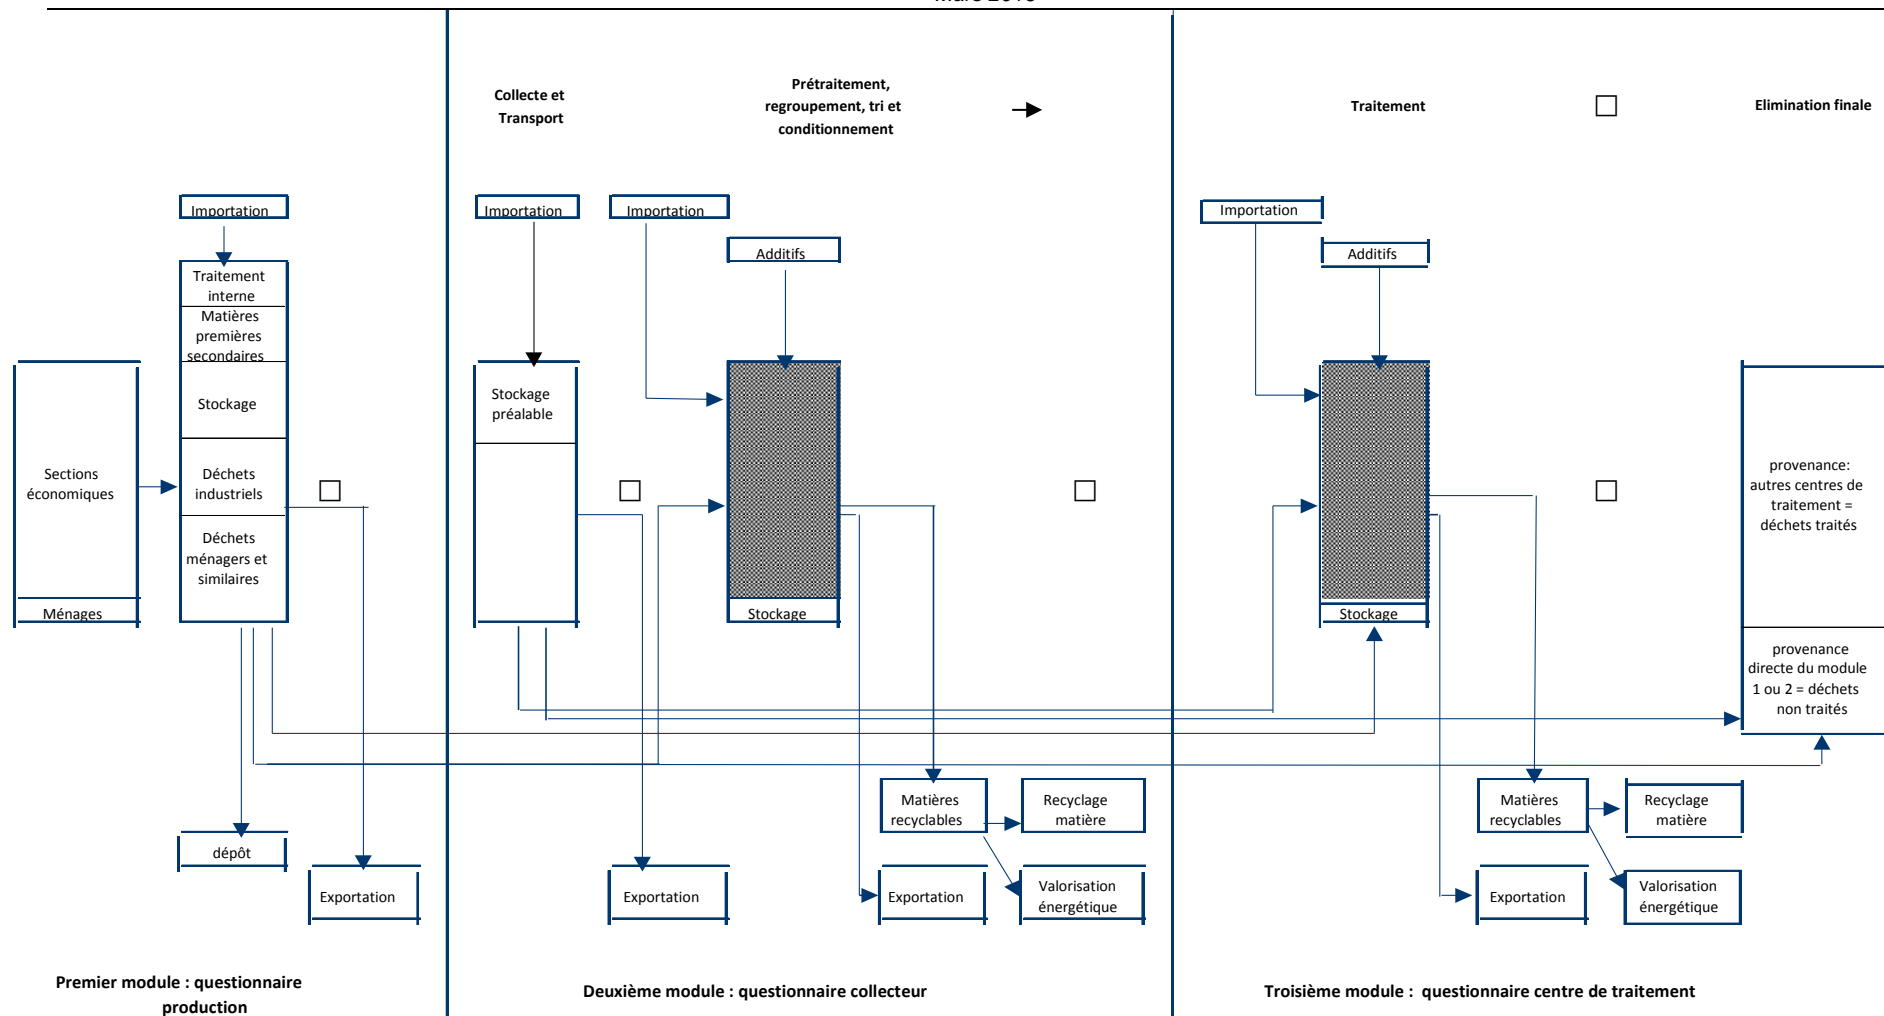 Collecte et
Transport
Prétraitement,
regroupement, tri et
conditionnement
Traitement
Elimination finale
Importation
Importation
Importation
Importation
Additifs
Additifs
Traitement
interne
Matières
premières
secondaires
Stockage
Déchets
industriels
Déchets
ménagers et
similaires
Sections
économiques
Ménages
Stockage
préalable
Stockage
Stockage
provenance:
autres centres de
traitement =
déchets traités
provenance
directe du module
1 ou 2 = déchets
non traités
dépôt
Exportation
Exportation
Matières
recyclables
Recyclage
matière
Exportation
Valorisation
énergétique
Matières
recyclables
Recyclage
matière
Exportation
Valorisation
énergétique
Premier module : questionnaire
production
Deuxième module : questionnaire collecteur
Troisième module : questionnaire centre de traitement